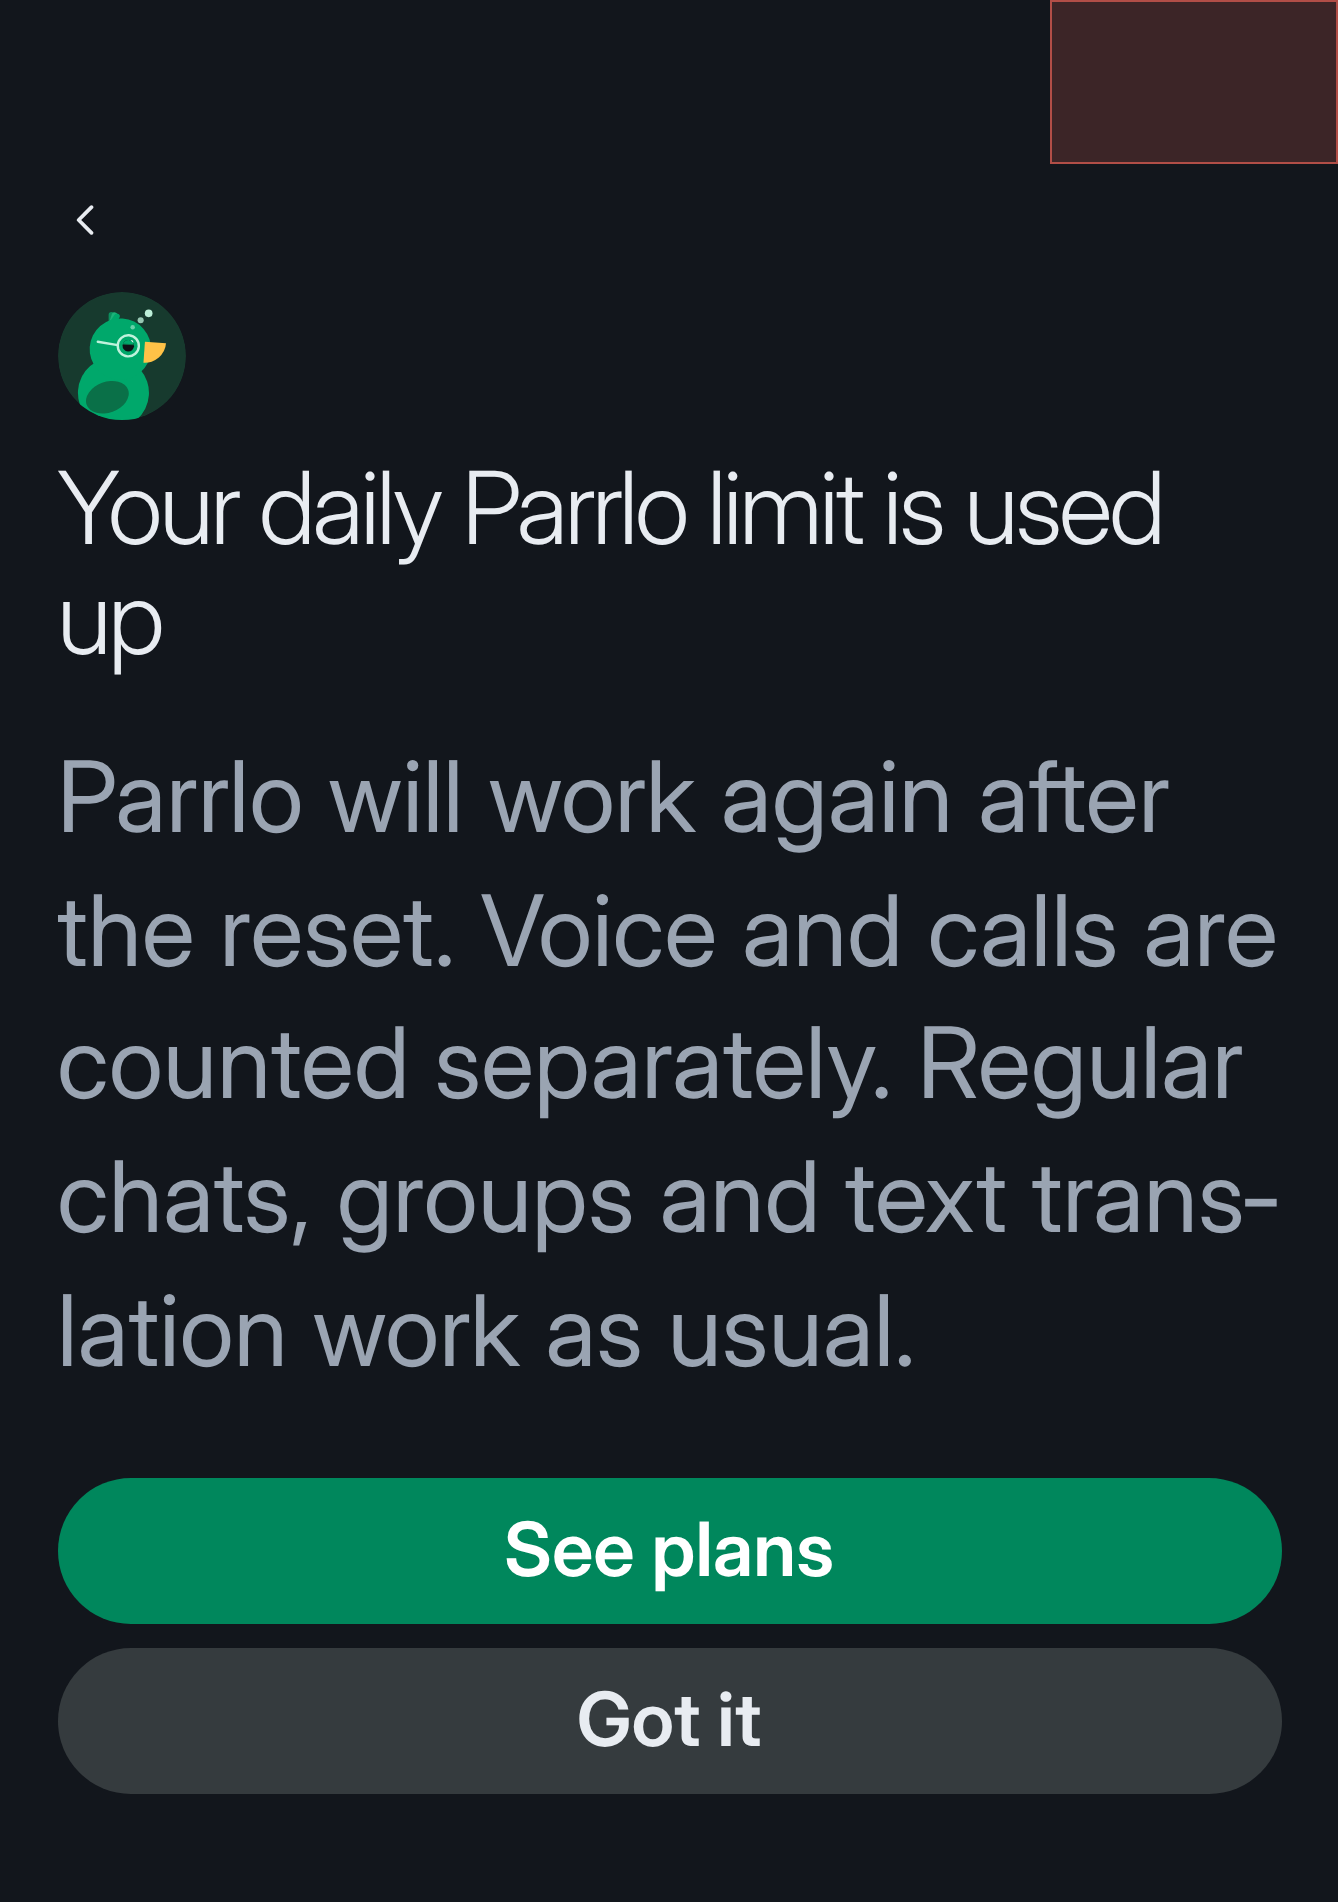 Your daily Parrlo limit is used
up
Parrlo will work again after
the reset. Voice and calls are
counted separately. Regular
chats, groups and text trans-
lation work as usual.
See plans
Got it